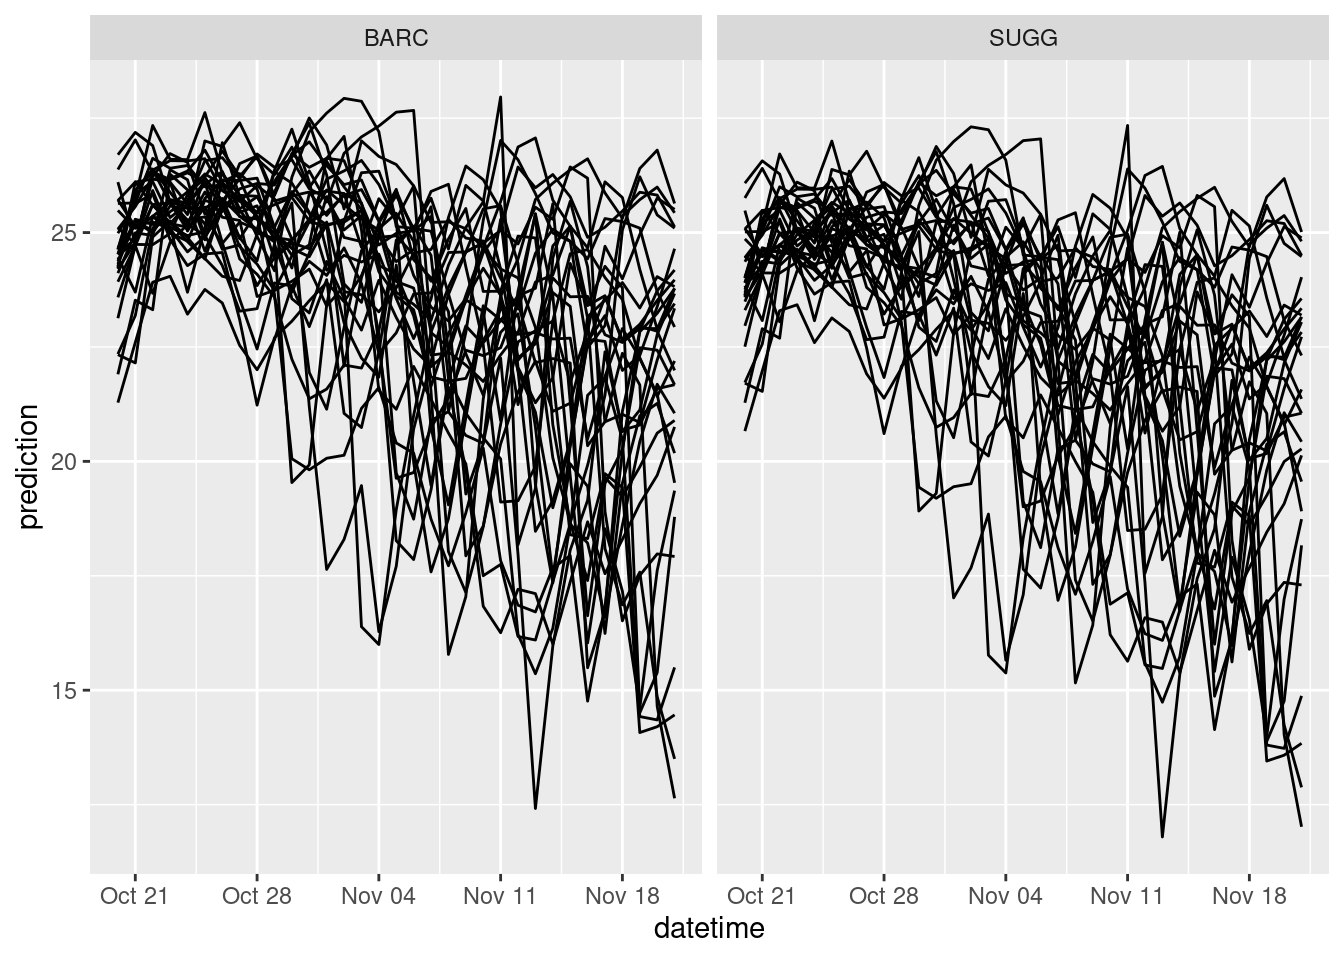 BARC
SUGG
prediction
25
20
15
Oct 21
Oct 28
Nov 04
Nov 11
Nov 18
Oct 21
Oct 28
Nov 04
Nov 11
Nov 18
datetime